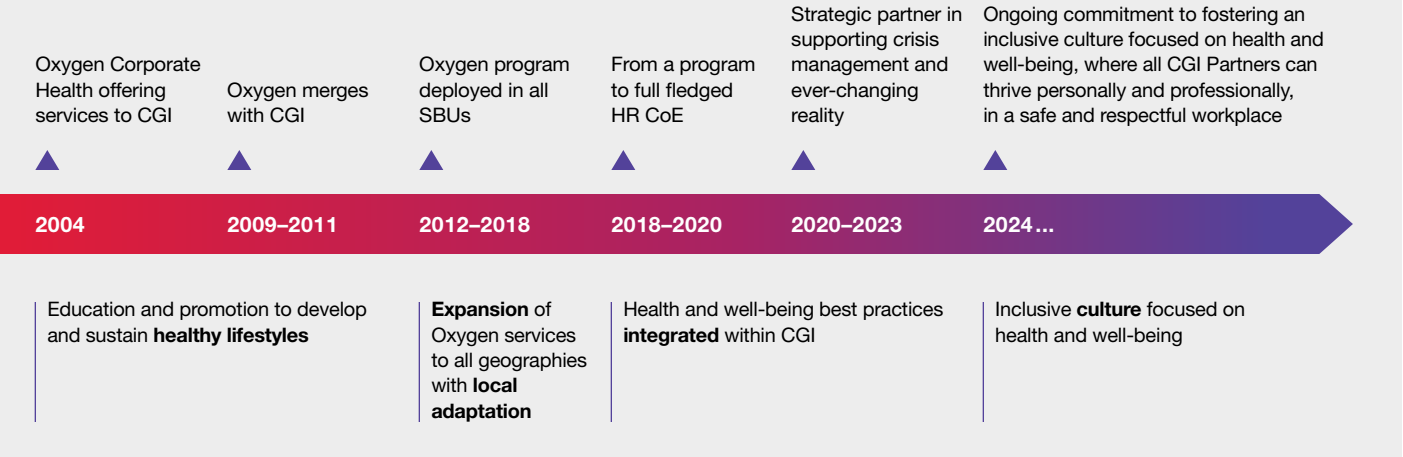 Oxygen Corporate
Health offering
services to CGI
Oxygen merges
with CGI
Oxygen program
deployed in all
SBUs
From a program
to full fledged
HR CoE
Strategic partner in
supporting crisis
management and
ever-changing
reality
Ongoing commitment to fostering an
inclusive culture focused on health and
well-being, where all CGI Partners can
thrive personally and professionally,
in a safe and respectful workplace
2004
2009–2011
2012–2018
2018–2020
2020–2023
2024...
Education and promotion to develop
and sustain healthy lifestyles
Expansion of
Oxygen services
to all geographies
with local
adaptation
Health and well-being best practices
integrated within CGI
Inclusive culture focused on
health and well-being